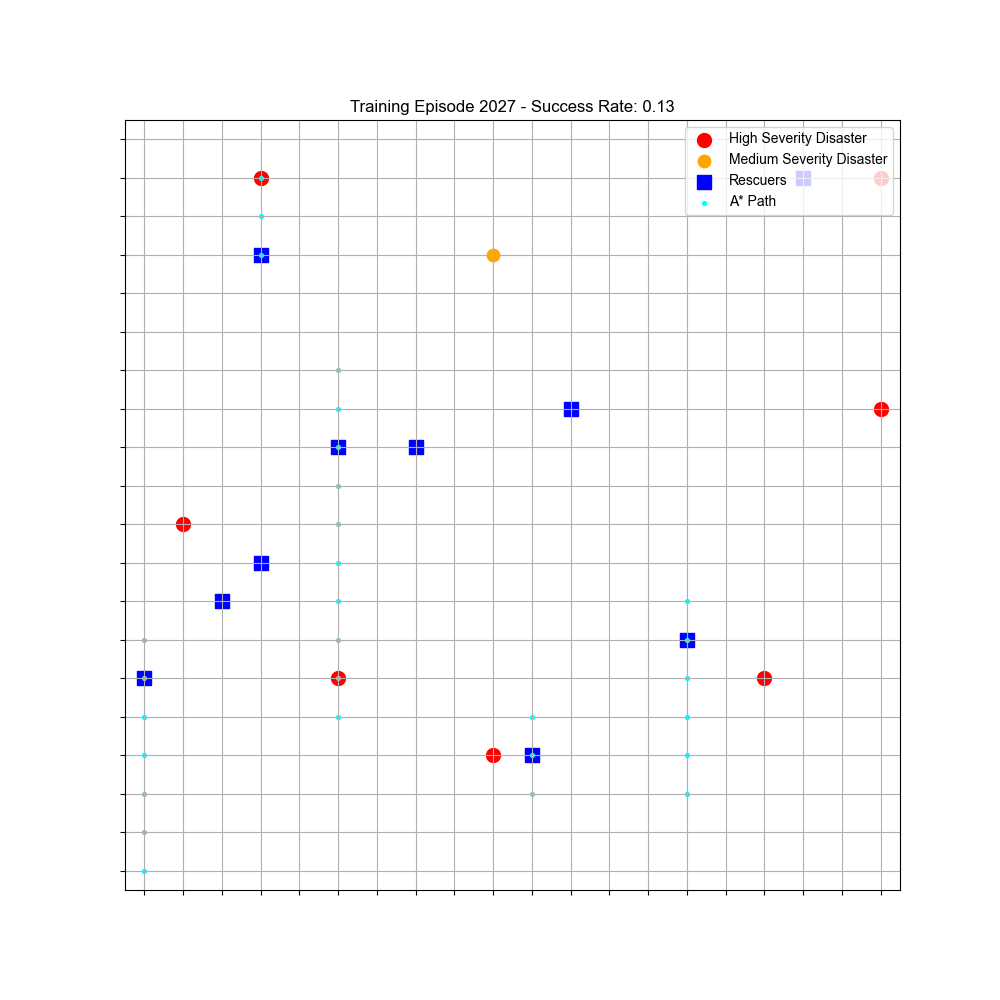 Training Episode 2027 - Success Rate: 0.13
High Severity Disaster
Medium Severity Disaster
Rescuers
A* Path